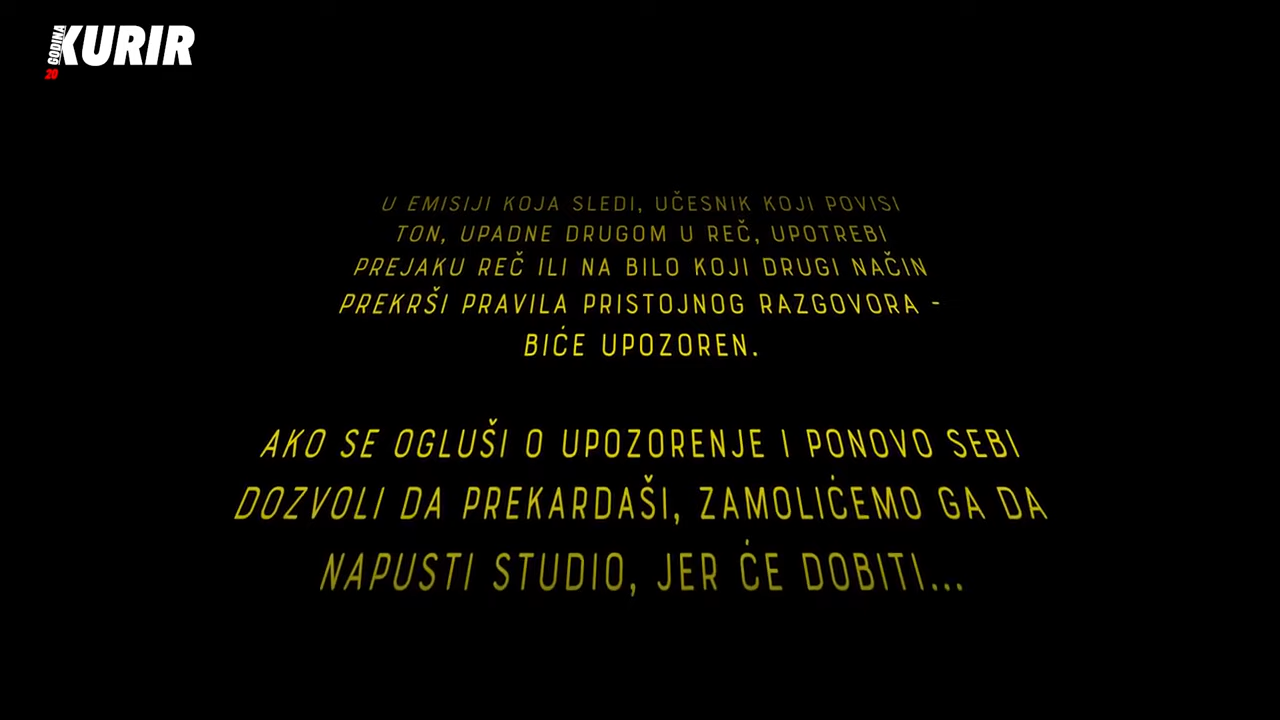 20 GODINA KURIR
U EMISIJI KOJA SLEDI, UČESNIK KOJI POVISI
TON, UPADNE DRUGOM U REČ, UPOTREBI
PREJAKU REČ ILI NA BILO KOJI DRUGI NAČIN
PREKRŠI PRAVILA PRISTOJNOG RAZGOVORA -
BIĆE UPOZOREN.
AKO SE OGLUŠI O UPOZORENJE I PONOVO SEBI
DOZVOLI DA PREKARDAŠI, ZAMOLIĆEMO GA DA
NAPUSTI STUDIO, JER ĆE DOBITI...